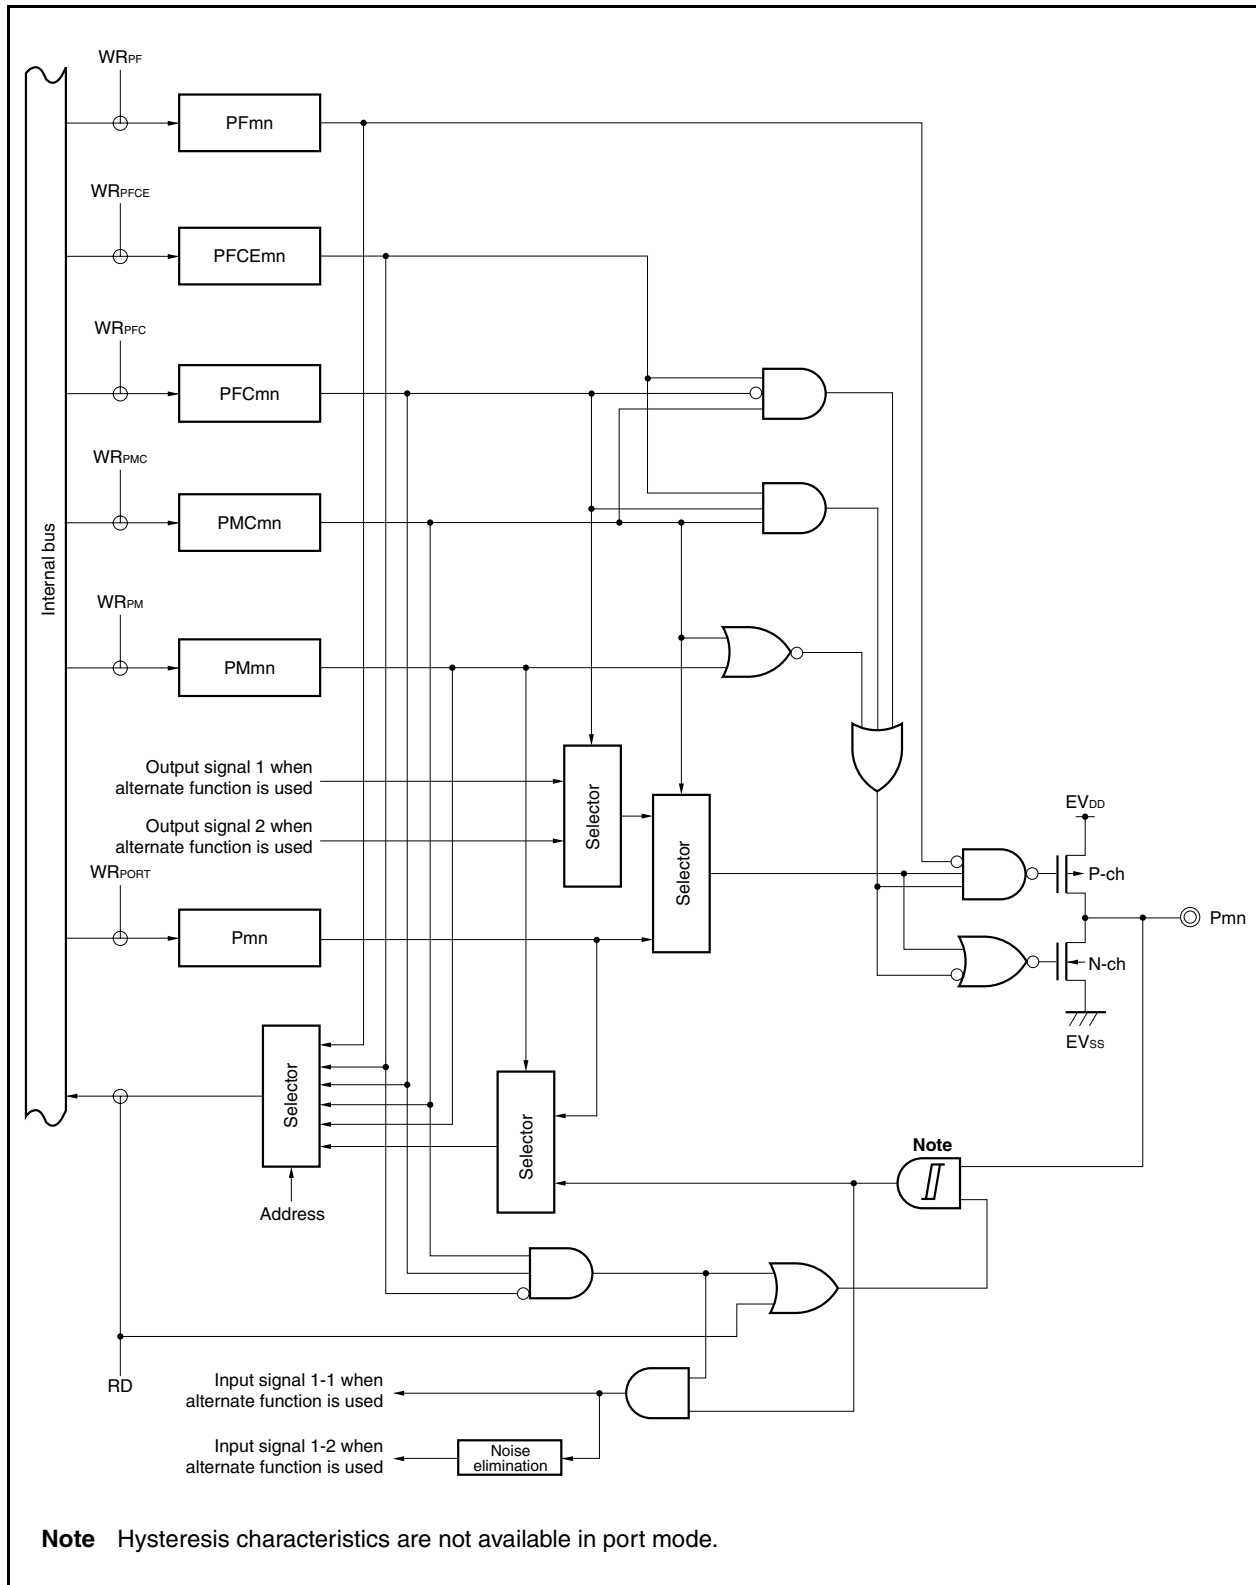 WRPF
PFmn
WRPFCE
PFCEmn
WRPFC
PFCmn
WRPMC
PMCmn
Internal bus
WRPM
PMmn
Output signal 1 when
alternate function is used
Output signal 2 when
alternate function is used
Selector
Selector
EVDD
P-ch
WRPORT
Pmn
Pmn
N-ch
EVSS
Selector
Selector
Note
Address
RD
Input signal 1-1 when
alternate function is used
Input signal 1-2 when
alternate function is used
Noise
elimination
Note Hysteresis characteristics are not available in port mode.